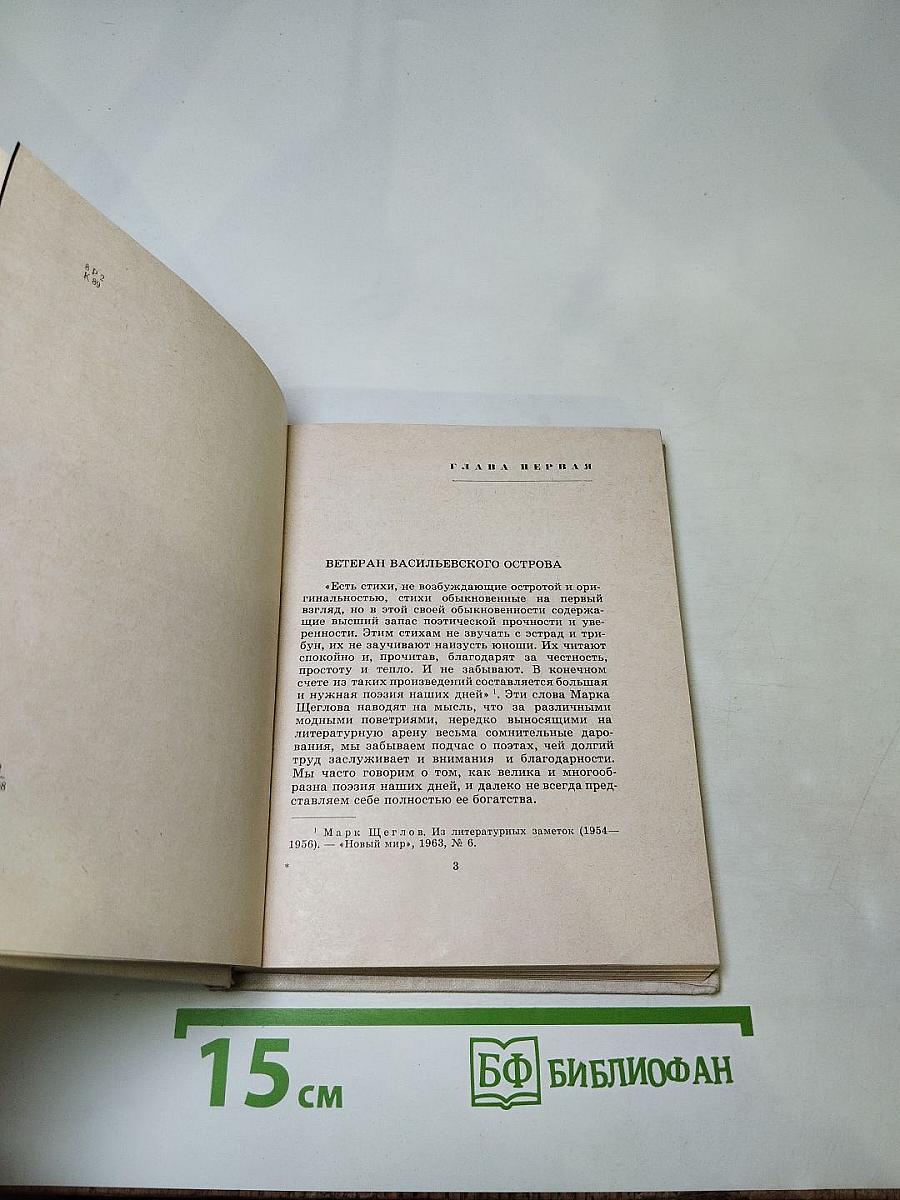 8 Р 2
К 89
8
ГЛАВА ПЕРВАЯ
ВЕТЕРАН ВАСИЛЬЕВСКОГО ОСТРОВА
«Есть стихи, не возбуждающие остротой и ори-
гинальностью, стихи обыкновенные на первый
взгляд, но в этой своей обыкновенности содержа-
щие высший запас поэтической прочности и уве-
ренности. Этим стихам не звучать с эстрад и три-
бун, их не заучивают наизусть юноши. Их читают
спокойно и, прочитав, благодарят за честность,
простоту и тепло. И не забывают. В конечном
счете из таких произведений составляется большая
и нужная поэзия наших дней» ¹. Эти слова Марка
Щеглова наводят на мысль, что за различными
модными поветриями, нередко выносящими на
литературную арену весьма сомнительные даро-
вания, мы забываем подчас о поэтах, чей долгий
труд заслуживает и внимания и благодарности.
Мы часто говорим о том, как велика и многооб-
разна поэзия наших дней, и далеко не всегда пред-
ставляем себе полностью ее богатства.
¹ Марк Щеглов. Из литературных заметок (1954—
1956). — «Новый мир», 1963, № 6.
*
3
15 см
БФ БИБЛИОФАН